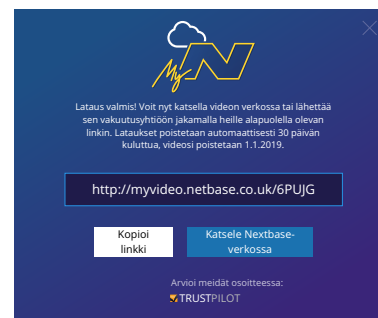 My N
Lataus valmis! Voit nyt katsella videon verkossa tai lähettää
sen vakuutusyhtiöön jakamalla heille alapuolella olevan
linkin. Lataukset poistetaan automaattisesti 30 päivän
kuluttua, videosi poistetaan 1.1.2019.
http://myvideo.netbase.co.uk/6PUJG
Kopioi
linkki
Katsele Nextbase-
verkossa
Arvioi meidät osoitteessa:
TRUSTPILOT